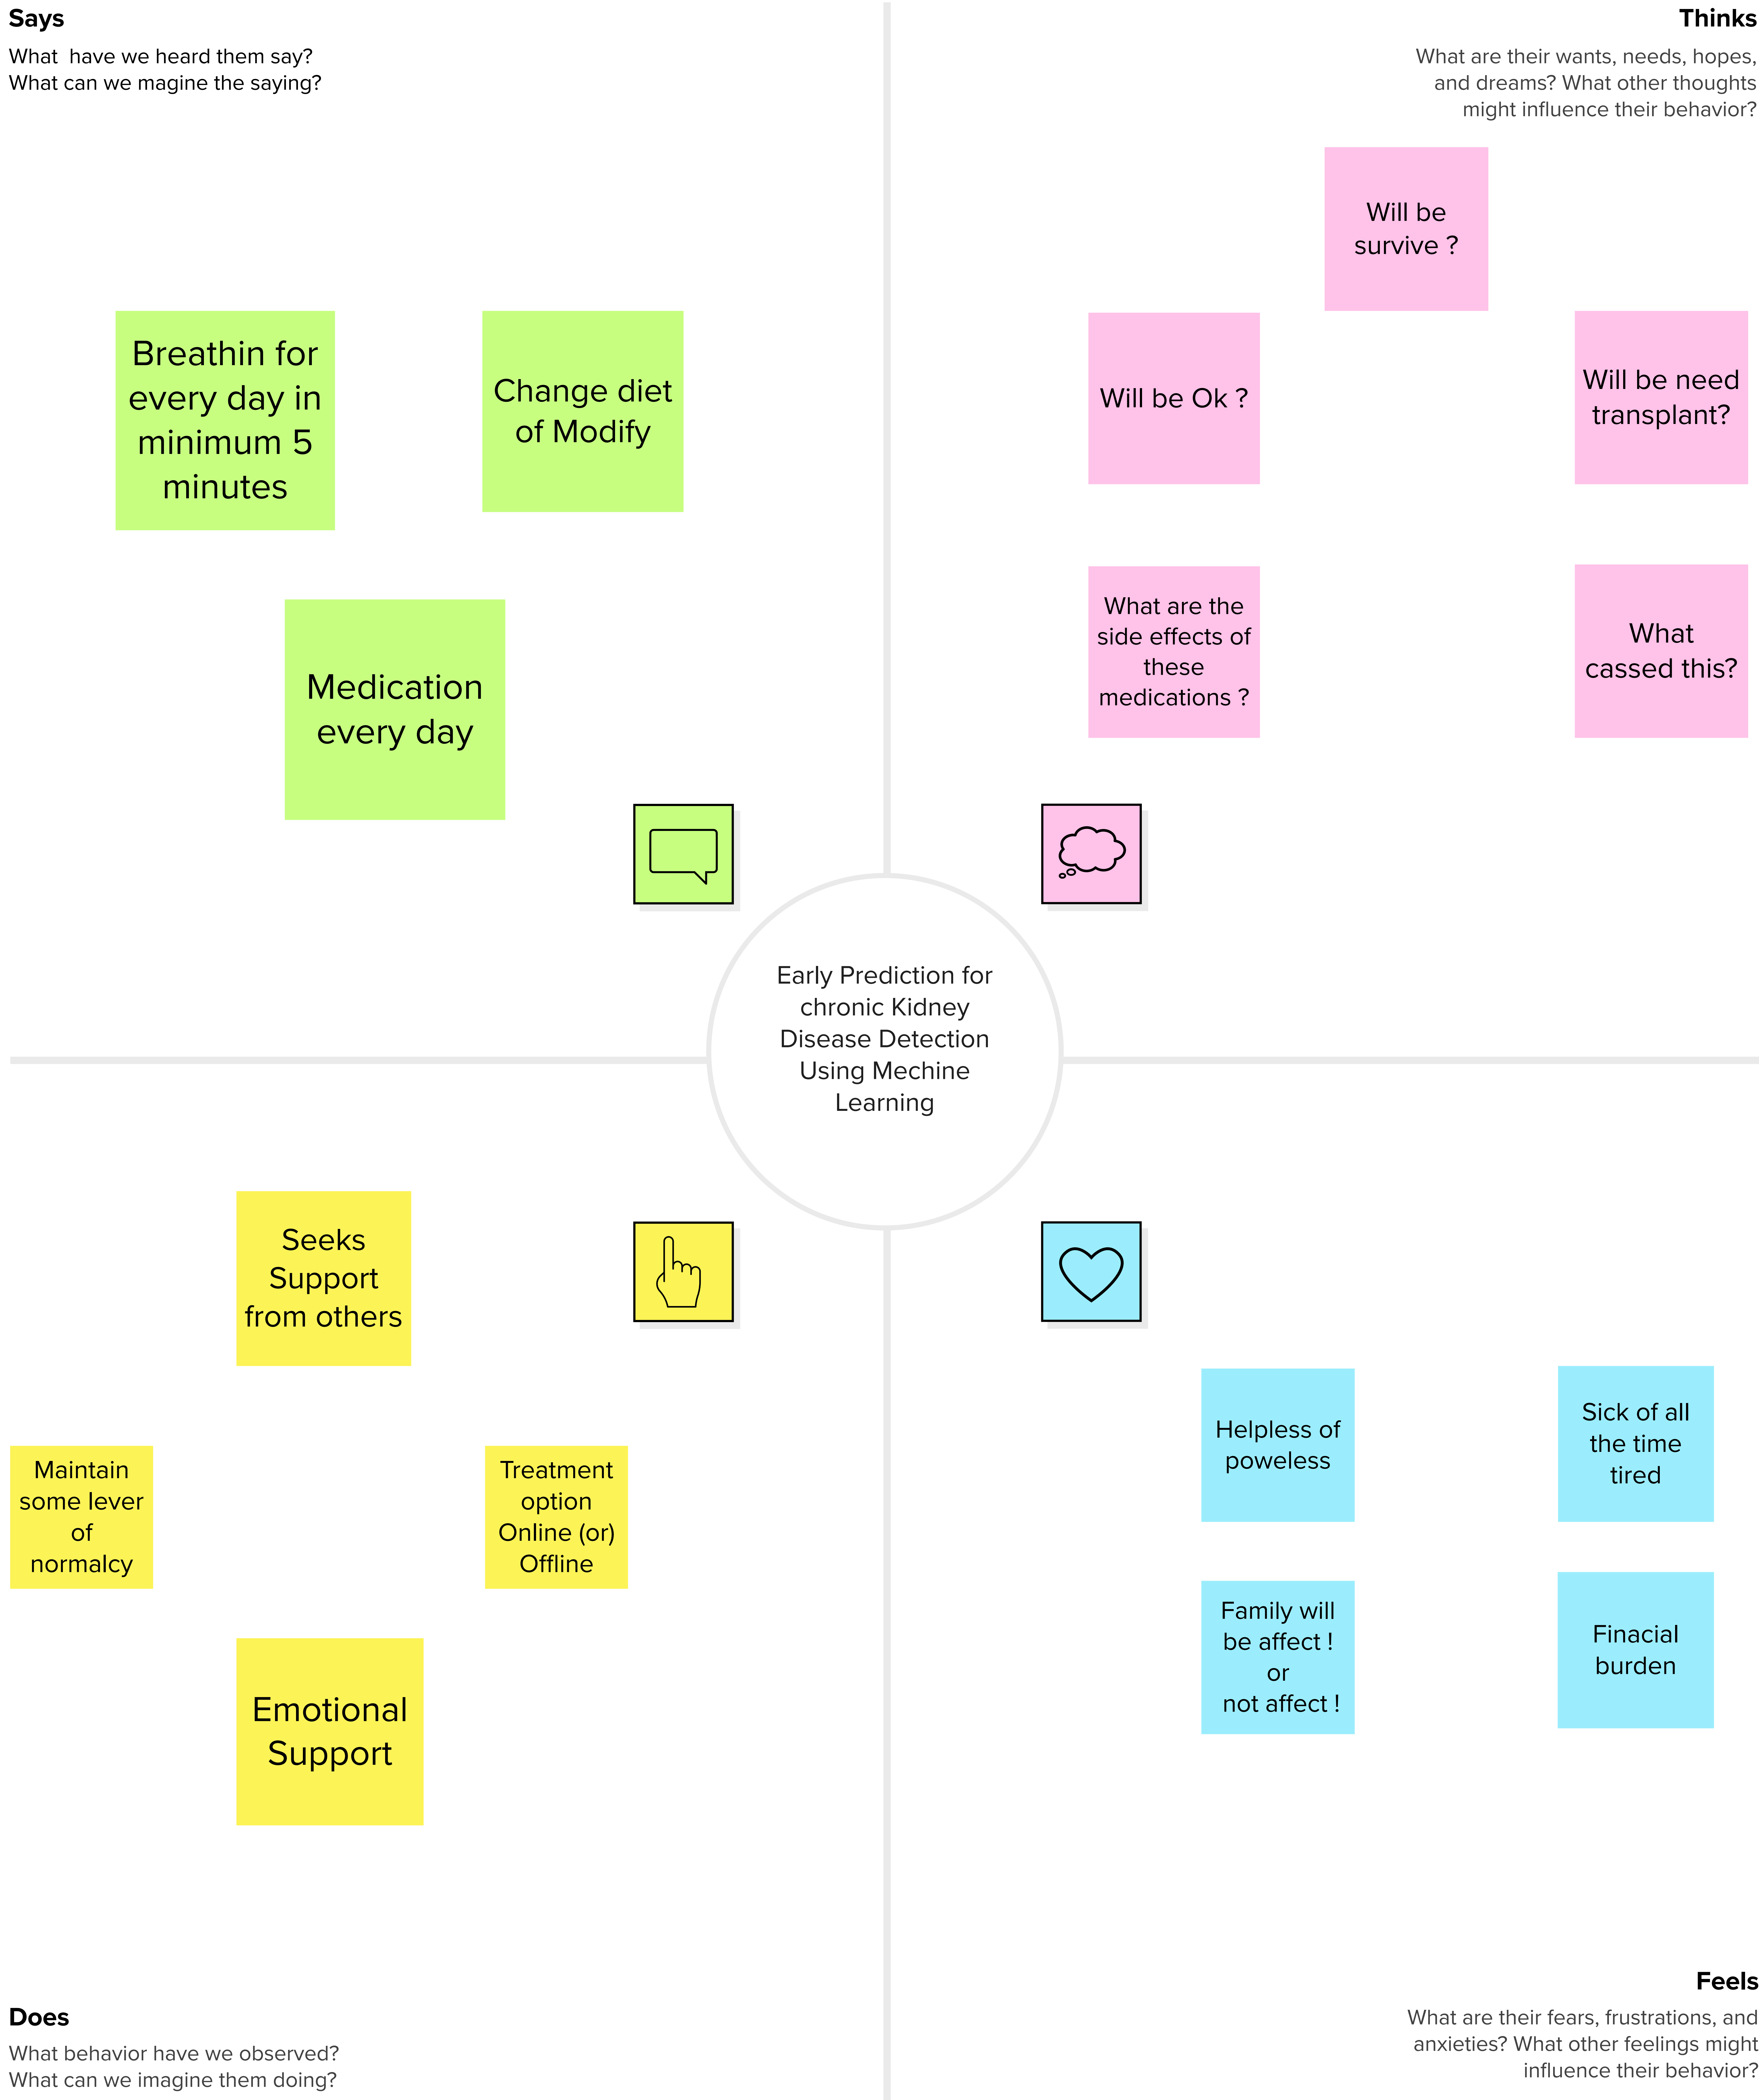 Says
What  have we heard them say?
What can we magine the saying?
Breathin for
every day in
minimum 5
minutes
Change diet
of Modify
Medication
every day
Thinks
What are their wants, needs, hopes,
and dreams? What other thoughts
might influence their behavior?
Will be
survive ?
Will be Ok ?
Will be need
transplant?
What are the
side effects of
these
medications ?
What
cassed this?
Early Prediction for
chronic Kidney
Disease Detection
Using Mechine
Learning
Seeks
Support
from others
Maintain
some lever
of
normalcy
Treatment
option
Online (or)
Offline
Emotional
Support
Does
What behavior have we observed?
What can we imagine them doing?
Helpless of
poweless
Sick of all
the time
tired
Family will
be affect !
or
not affect !
Finacial
burden
Feels
What are their fears, frustrations, and
anxieties? What other feelings might
influence their behavior?